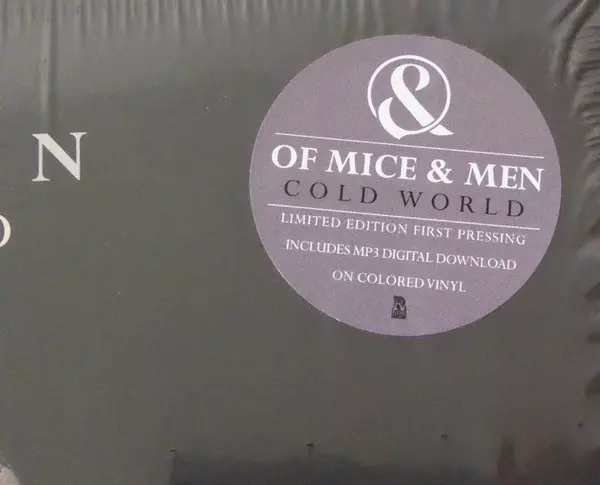 N
&
OF MICE & MEN
COLD WORLD
LIMITED EDITION FIRST PRESSING
INCLUDES MP3 DIGITAL DOWNLOAD
ON COLORED VINYL